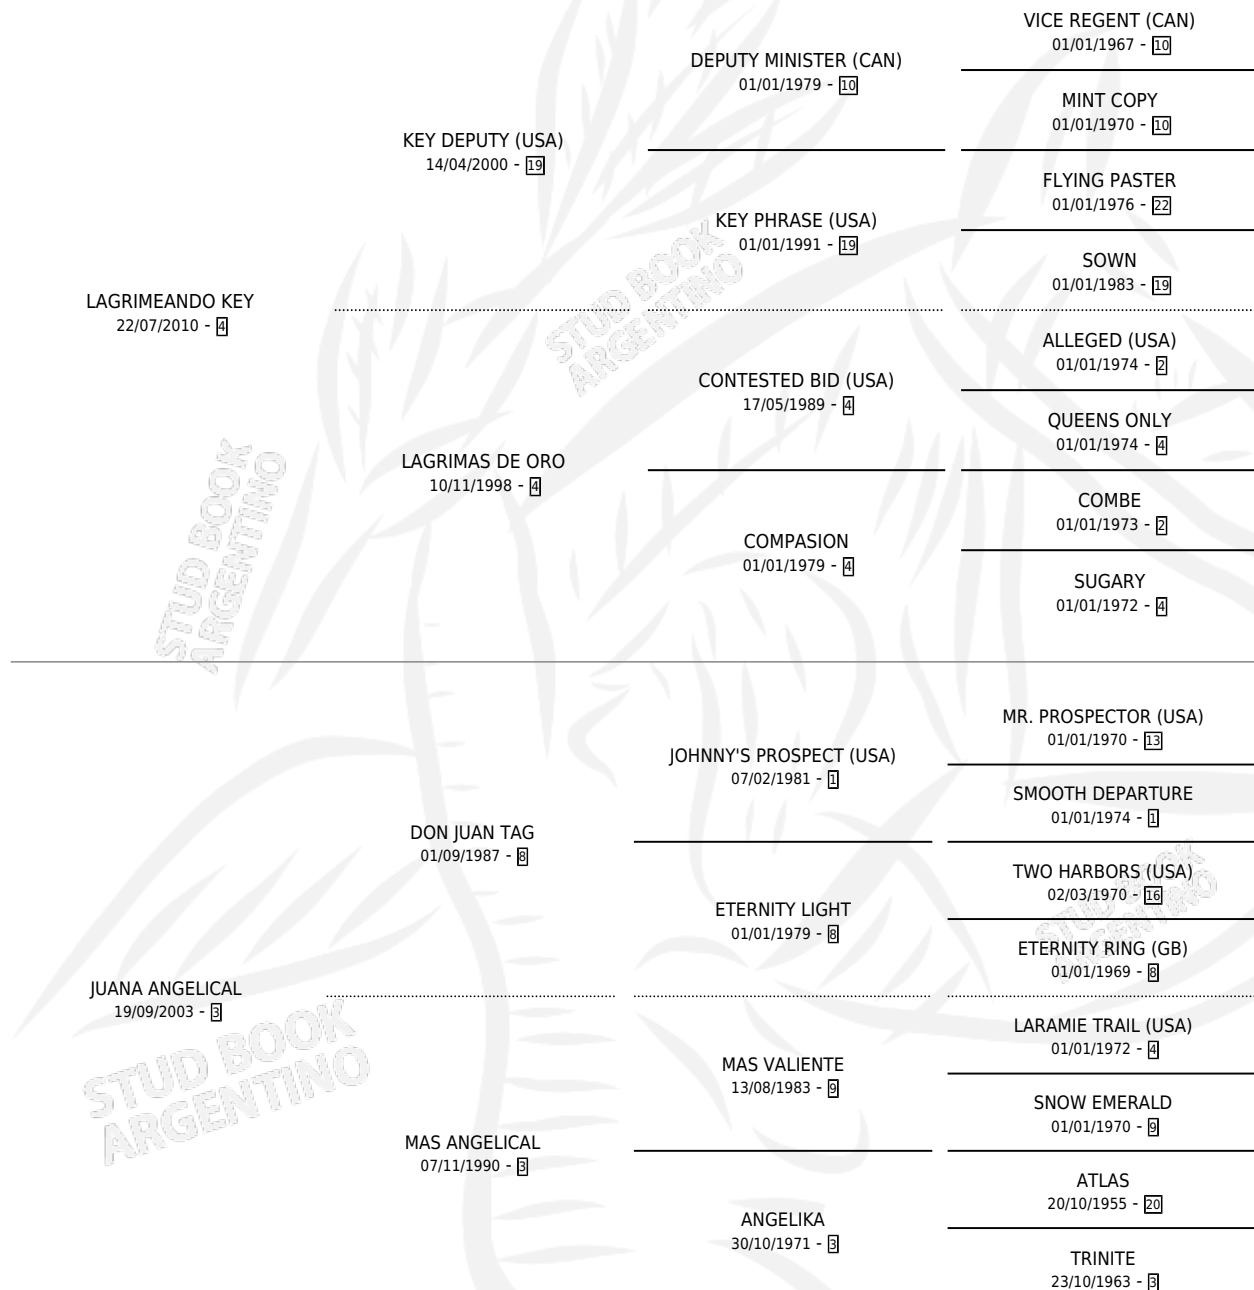 VICE REGENT (CAN)
01/01/1967 - 10
DEPUTY MINISTER (CAN)
01/01/1979 - 10
MINT COPY
01/01/1970 - 10
KEY DEPUTY (USA)
14/04/2000 - 19
FLYING PASTER
01/01/1976 - 22
KEY PHRASE (USA)
01/01/1991 - 19
SOWN
01/01/1983 - 19
LAGRIMEANDO KEY
22/07/2010 - 4
ALLEGED (USA)
01/01/1974 - 2
CONTESTED BID (USA)
17/05/1989 - 4
QUEENS ONLY
01/01/1974 - 4
LAGRIMAS DE ORO
10/11/1998 - 4
COMBE
01/01/1973 - 2
COMPASION
01/01/1979 - 4
SUGARY
01/01/1972 - 4
MR. PROSPECTOR (USA)
01/01/1970 - 13
JOHNNY'S PROSPECT (USA)
07/02/1981 - 1
SMOOTH DEPARTURE
01/01/1974 - 1
DON JUAN TAG
01/09/1987 - 8
TWO HARBORS (USA)
02/03/1970 - 16
ETERNITY LIGHT
01/01/1979 - 8
ETERNITY RING (GB)
01/01/1969 - 8
JUANA ANGELICAL
19/09/2003 - 3
LARAMIE TRAIL (USA)
01/01/1972 - 4
MAS VALIENTE
13/08/1983 - 9
SNOW EMERALD
01/01/1970 - 9
MAS ANGELICAL
07/11/1990 - 3
ATLAS
20/10/1955 - 20
ANGELIKA
30/10/1971 - 3
TRINITE
23/10/1963 - 3
STUD BOOK
ARGENTINO
STUD BOOK
ARGENTINO
STUD BOOK
ARGENTINO
STUD BOOK
ARGENTINO